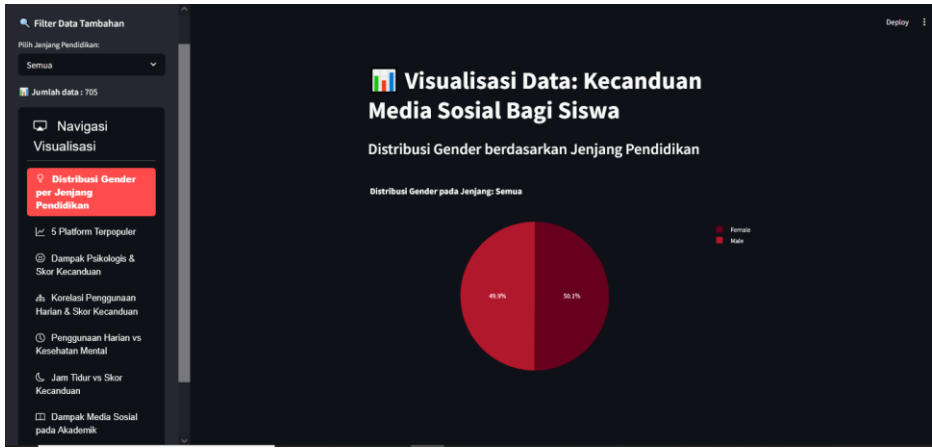 Filter Data Tambahan
Pilih Jenjang Pendidikan:
Semua
Jumlah data : 705
Navigasi
Visualisasi
Distribusi Gender
per Jenjang
Pendidikan
5 Platform Terpopuler
Dampak Psikologis &
Skor Kecanduan
Korelasi Penggunaan
Harian & Skor Kecanduan
Penggunaan Harian vs
Kesehatan Mental
Jam Tidur vs Skor
Kecanduan
Dampak Media Sosial
pada Akademik
Deploy
Visualisasi Data: Kecanduan
Media Sosial Bagi Siswa
Distribusi Gender berdasarkan Jenjang Pendidikan
Distribusi Gender pada Jenjang: Semua
Female
Male
49.9%
50.1%